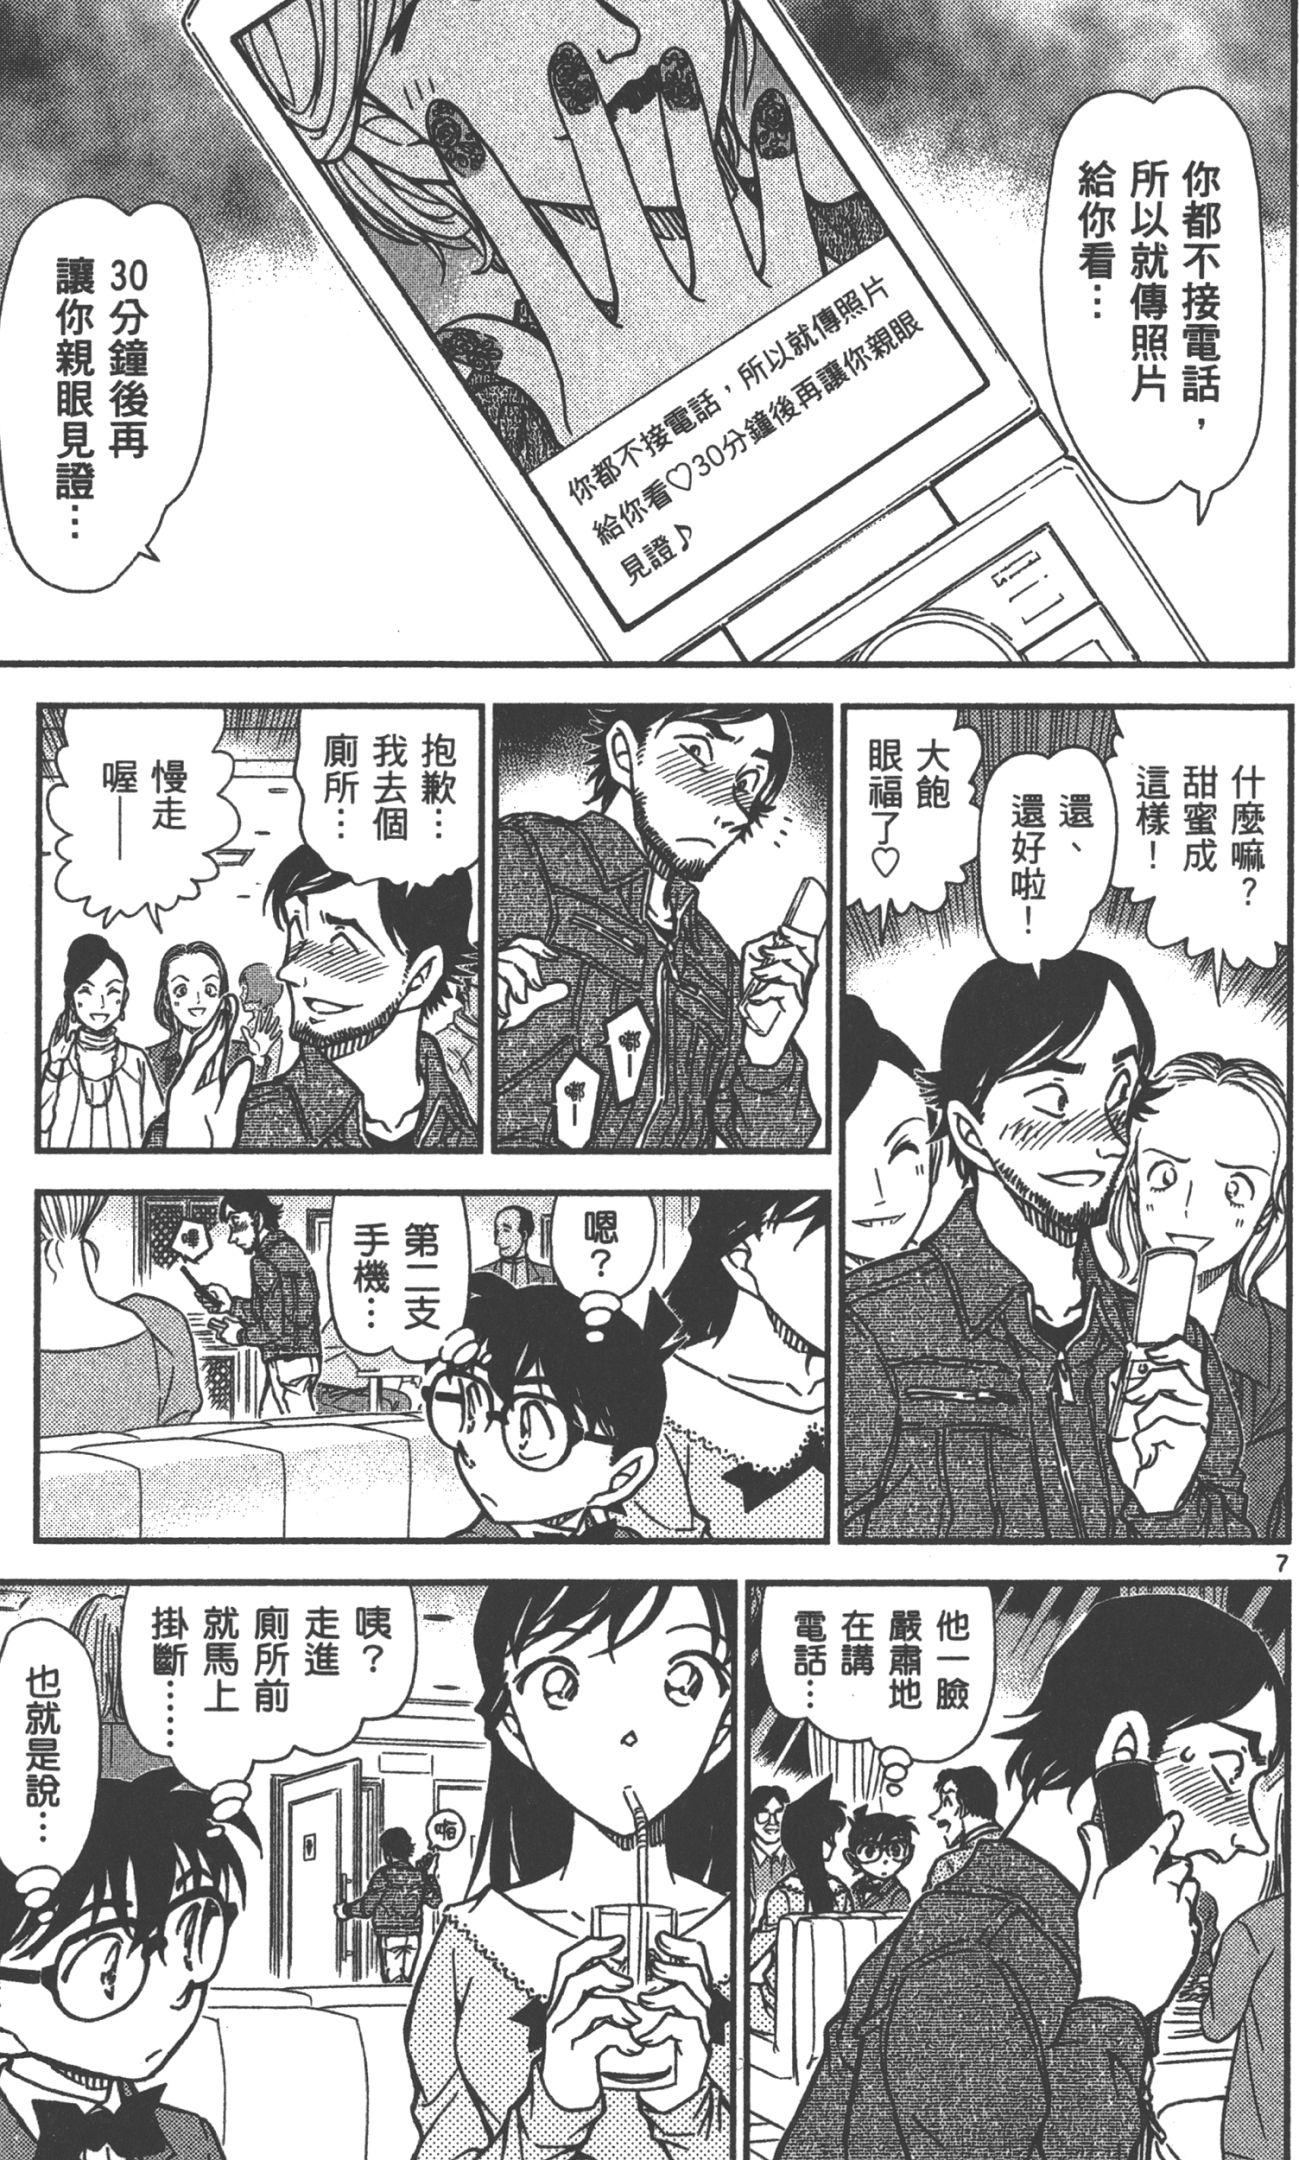 你都不接電話，
所以就傳照片
給你看…
你都不接電話，所以就傳照片
給你看♡30分鐘後再讓你親眼
見證♪
30分鐘後再
讓你親眼見證…
什麼嘛？
甜蜜成
這樣！
還、
還好啦！
大飽
眼福了♡
嘟—
嘟—
抱歉…
我去個
廁所…
慢走
喔——
嗯？
第二支
手機…
嗶
7
他一臉
嚴肅地
在講
電話…
咦？
走進
廁所前
就馬上
掛斷……
啪
也就是說…